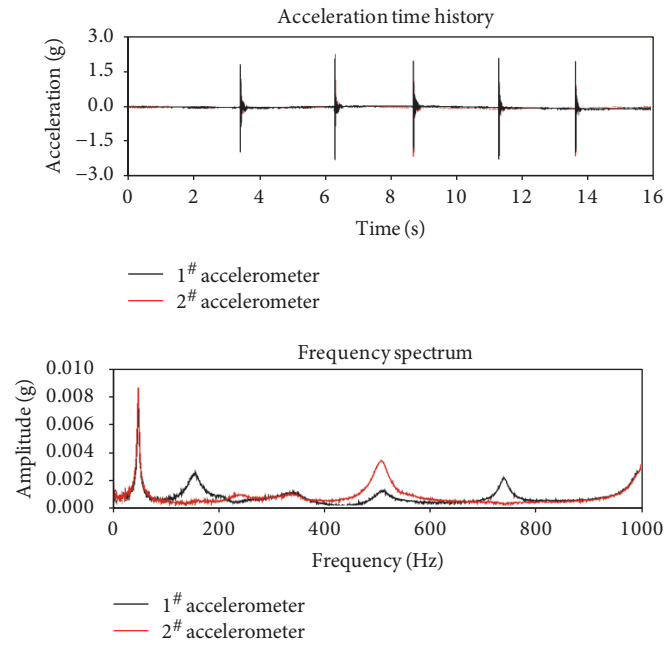 Acceleration time history
3.0
1.5
0.0
−1.5
−3.0
Acceleration (g)
0 2 4 6 8 10 12 14 16
Time (s)
1# accelerometer
2# accelerometer
Frequency spectrum
0.010
0.008
0.006
0.004
0.002
0.000
Amplitude (g)
0 200 400 600 800 1000
Frequency (Hz)
1# accelerometer
2# accelerometer